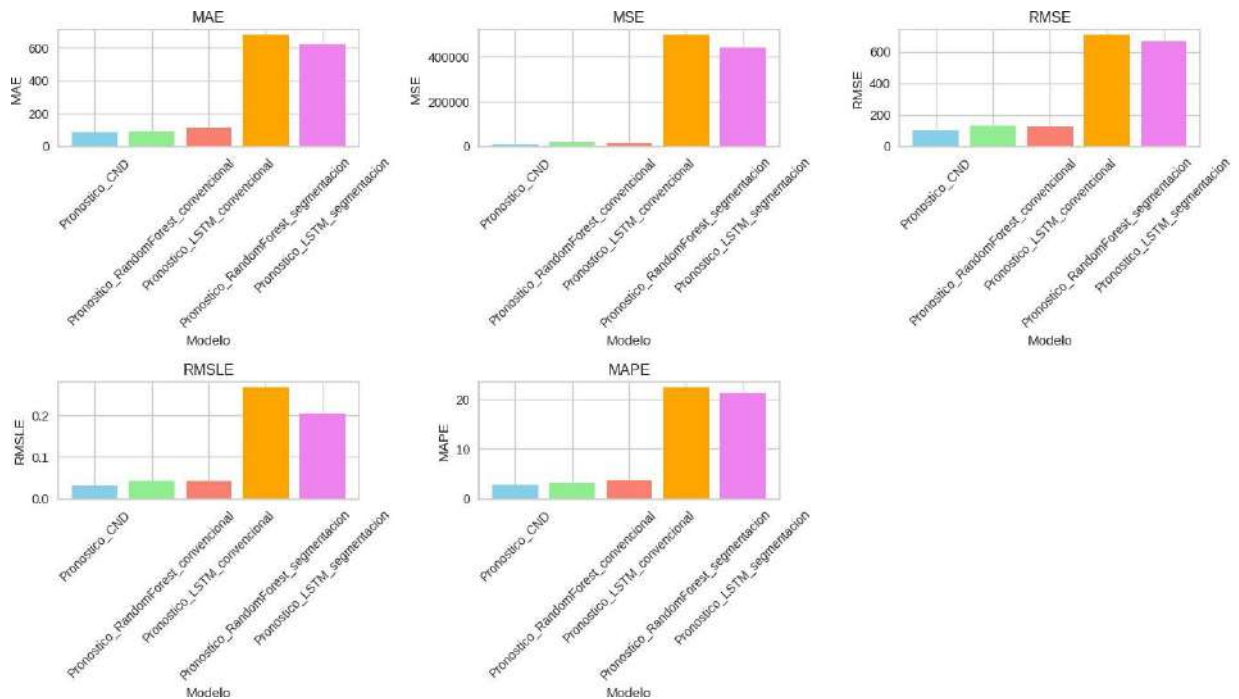 MAE
MAE
600
400
200
0
Pronostico_CND
Pronostico_RandomForest_convencional
Pronostico_LSTM_convencional
Pronostico_RandomForest_segmentacion
Pronostico_LSTM_segmentacion
Modelo
MSE
MSE
400000
200000
0
Pronostico_CND
Pronostico_RandomForest_convencional
Pronostico_LSTM_convencional
Pronostico_RandomForest_segmentacion
Pronostico_LSTM_segmentacion
Modelo
RMSE
RMSE
600
400
200
0
Pronostico_CND
Pronostico_RandomForest_convencional
Pronostico_LSTM_convencional
Pronostico_RandomForest_segmentacion
Pronostico_LSTM_segmentacion
Modelo
RMSLE
RMSLE
0.2
0.1
0.0
Pronostico_CND
Pronostico_RandomForest_convencional
Pronostico_LSTM_convencional
Pronostico_RandomForest_segmentacion
Pronostico_LSTM_segmentacion
Modelo
MAPE
MAPE
20
10
0
Pronostico_CND
Pronostico_RandomForest_convencional
Pronostico_LSTM_convencional
Pronostico_RandomForest_segmentacion
Pronostico_LSTM_segmentacion
Modelo